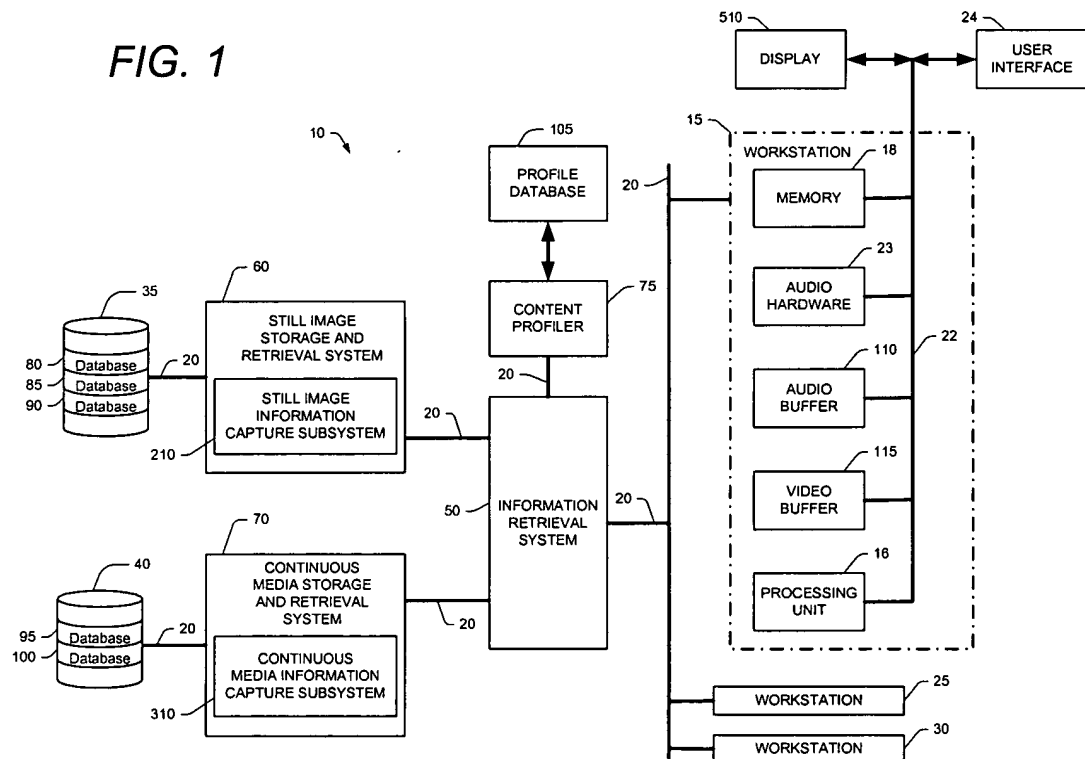 FIG. 1
510
DISPLAY
24
USER
INTERFACE
10
105
PROFILE
DATABASE
20
15
WORKSTATION
18
MEMORY
23
AUDIO
HARDWARE
22
110
AUDIO
BUFFER
115
VIDEO
BUFFER
16
PROCESSING
UNIT
75
CONTENT
PROFILER
20
60
STILL IMAGE
STORAGE AND
RETRIEVAL SYSTEM
STILL IMAGE
INFORMATION
CAPTURE SUBSYSTEM
210
35
80
Database
85
Database
90
Database
20
20
50
INFORMATION
RETRIEVAL
SYSTEM
20
70
CONTINUOUS
MEDIA STORAGE
AND RETRIEVAL
SYSTEM
CONTINUOUS
MEDIA INFORMATION
CAPTURE SUBSYSTEM
310
20
40
95
Database
100
Database
20
WORKSTATION
25
WORKSTATION
30